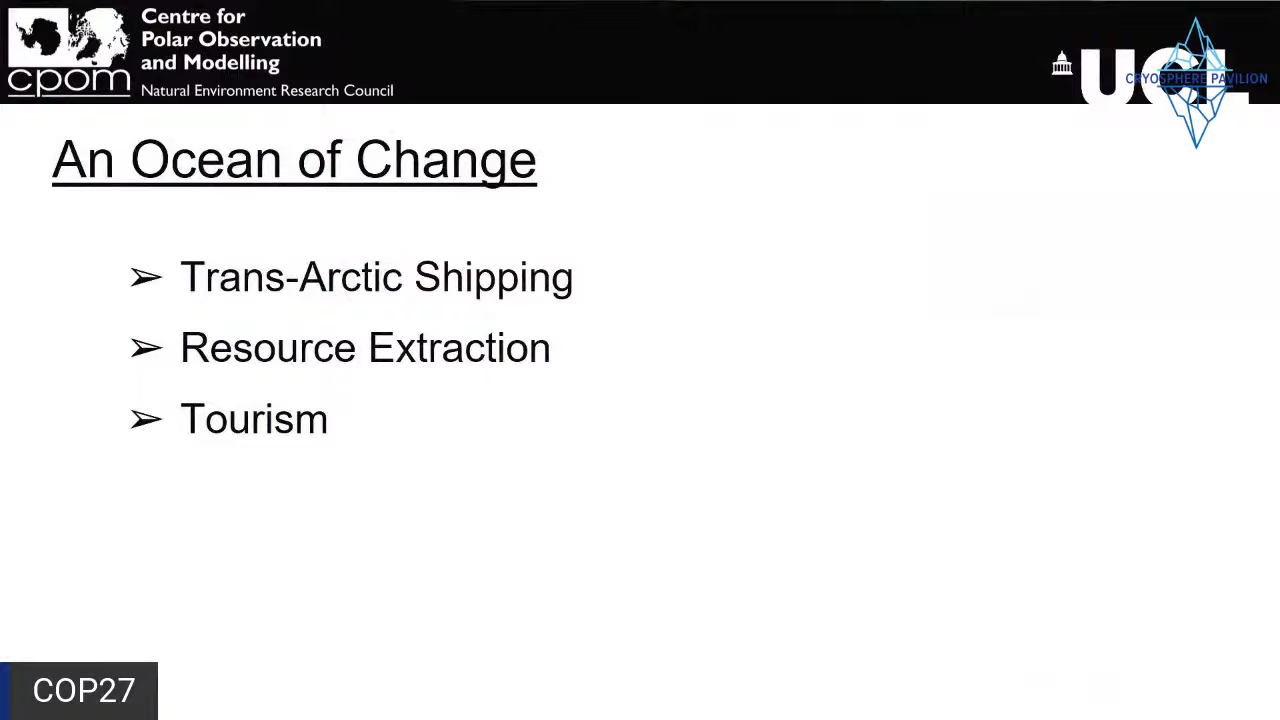 Centre for
Polar Observation
and Modelling
cpom
Natural Environment Research Council
UCL
CRYOSPHERE PAVILION
An Ocean of Change
➢ Trans-Arctic Shipping
➢ Resource Extraction
➢ Tourism
COP27